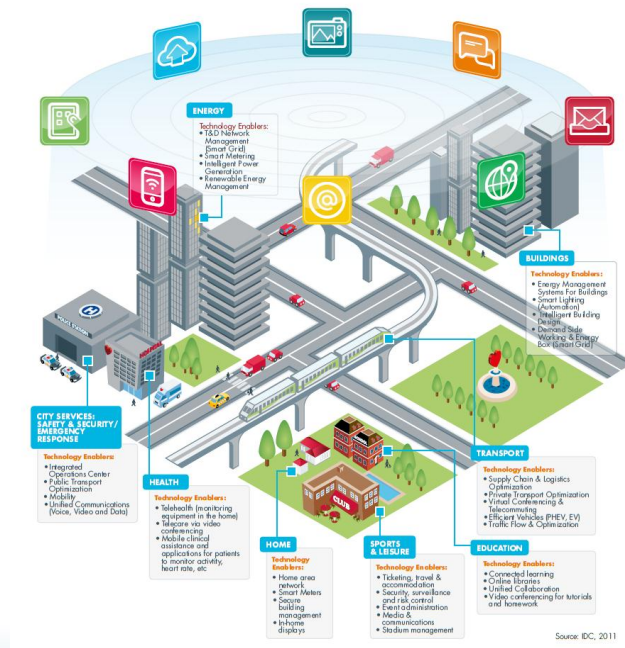 ENERGY
Technology Enablers:
• T&D Network
Management
(Smart Grid)
• Smart Metering
• Intelligent Power
Generation
• Renewable Energy
Management
@
BUILDINGS
Technology Enablers:
• Energy Management
Systems For Buildings
• Smart Lighting
(Automation)
• Intelligent Building
Design
• Demand Side
Working & Energy
Box (Smart Grid)
H
POLICE STATION
HOSPITAL
CITY SERVICES:
SAFETY & SECURITY/
EMERGENCY
RESPONSE
Technology Enablers:
• Integrated
Operations Center
• Public Transport
Optimization
• Mobility
• Unified Communications
(Voice, Video and Data)
HEALTH
Technology Enablers:
• Telehealth (monitoring
equipment in the home)
• Telecare via video
conferencing
• Mobile clinical
assistance and
applications for patients
to monitor activity,
heart rate, etc
CLUB
HOME
Technology
Enablers:
• Home area
network
• Smart Meters
• Secure
building
management
• In-home
displays
SPORTS
& LEISURE
Technology Enablers:
• Ticketing, travel &
accommodation
• Security, surveillance
and risk control
• Event administration
• Media &
communications
• Stadium management
TRANSPORT
Technology Enablers:
• Supply Chain & Logistics
Optimization
• Private Transport Optimization
• Virtual Conferencing &
Telecommuting
• Efficient Vehicles (PHEV, EV)
• Traffic Flow & Optimization
EDUCATION
Technology Enablers:
• Connected learning
• Online libraries
• Unified Collaboration
• Video conferencing for tutorials
and homework
Source: IDC, 2011